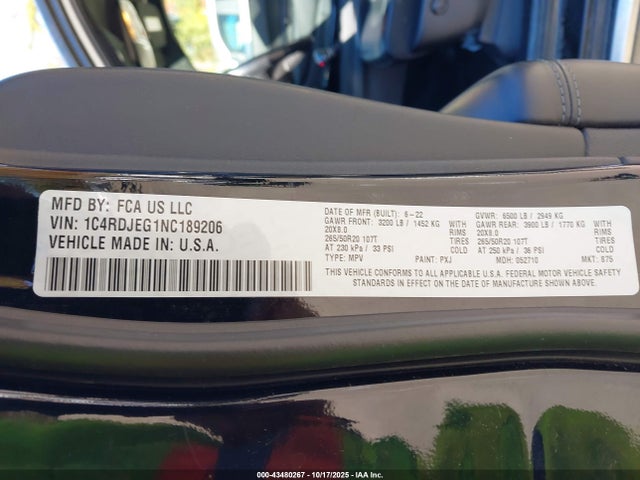 MFD BY: FCA US LLC
VIN: 1C4RDJEG1NC189206
VEHICLE MADE IN: U.S.A.
DATE OF MFR (BUILT): 6-22 GVWR: 6500 LB / 2949 KG
GAWR FRONT: 3200 LB / 1452 KG WITH GAWR REAR: 3900 LB / 1770 KG WITH
20X8.0 RIMS 20X8.0 RIMS
265/50R20 107T TIRES 265/50R20 107T TIRES
AT 230 kPa / 33 PSI COLD AT 250 kPa / 36 PSI COLD
TYPE: MPV PAINT: PXJ MDH: 052710 MKT: 875
THIS VEHICLE CONFORMS TO ALL APPLICABLE U.S.A. FEDERAL MOTOR VEHICLE SAFETY
STANDARDS IN EFFECT ON THE DATE OF MANUFACTURE SHOWN ABOVE.
000-43480267 - 10/17/2025 - IAA Inc.